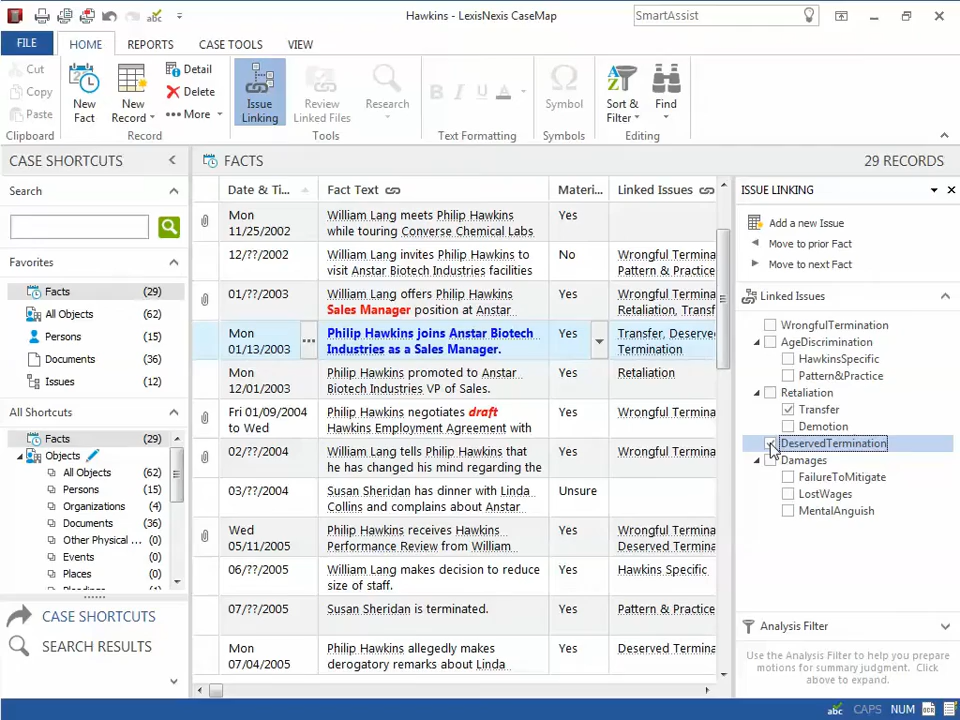 Hawkins - LexisNexis CaseMap
SmartAssist
FILE
HOME
REPORTS
CASE TOOLS
VIEW
Cut
Copy
Paste
Clipboard
New
Fact
New
Record
Detail
Delete
More
Record
Issue
Linking
Review
Linked Files
Research
Tools
B I U A
Text Formatting
Symbol
Symbols
Sort &
Filter
Find
Editing
CASE SHORTCUTS
Search
Favorites
Facts (29)
All Objects (62)
Persons (13)
Documents (36)
Issues (12)
All Shortcuts
Facts (29)
Objects
All Objects (62)
Persons (13)
Organizations (4)
Documents (36)
Other Physical ... (0)
Events (0)
Places (0)
CASE SHORTCUTS
SEARCH RESULTS
FACTS
29 RECORDS
Date & Ti... Fact Text Materi... Linked Issues
Mon
11/25/2002
William Lang meets Philip Hawkins
while touring Converse Chemical Labs
Yes
12/??/2002
William Lang invites Philip Hawkins to
visit Anstar Biotech Industries facilities
No
Wrongful Termina
Pattern & Practice
01/??/2003
William Lang offers Philip Hawkins
Sales Manager position at Anstar
Yes
Wrongful Termina
Retaliation, Transf
Mon
01/13/2003
Philip Hawkins joins Anstar Biotech
Industries as a Sales Manager.
Yes
Transfer, Deserved
Termination
Mon
12/01/2003
Philip Hawkins promoted to Anstar
Biotech Industries VP of Sales.
Yes
Retaliation
Fri 01/09/2004
to Wed
Philip Hawkins negotiates draft
Hawkins Employment Agreement with
Yes
Wrongful Termina
02/??/2004
William Lang tells Philip Hawkins that
he has changed his mind regarding the
Yes
Wrongful Termina
03/??/2004
Susan Sheridan has dinner with Linda
Collins and complains about Anstar
Unsure
Wed
05/11/2005
Philip Hawkins receives Hawkins
Performance Review from William
Yes
Wrongful Termina
Deserved Termina
06/??/2005
William Lang makes decision to reduce
size of staff.
Yes
Hawkins Specific
07/??/2005
Susan Sheridan is terminated.
Yes
Pattern & Practice
Mon
07/04/2005
Philip Hawkins allegedly makes
derogatory remarks about Linda
Yes
Deserved Termina
ISSUE LINKING
Add a new Issue
Move to prior Fact
Move to next Fact
Linked Issues
WrongfulTermination
AgeDiscrimination
HawkinsSpecific
Pattern&Practice
Retaliation
Transfer
Demotion
DeservedTermination
Damages
FailureToMitigate
LostWages
MentalAnguish
Analysis Filter
Use the Analysis Filter to help you prepare
motions for summary judgment. Click
above to expand.
abc CAPS NUM